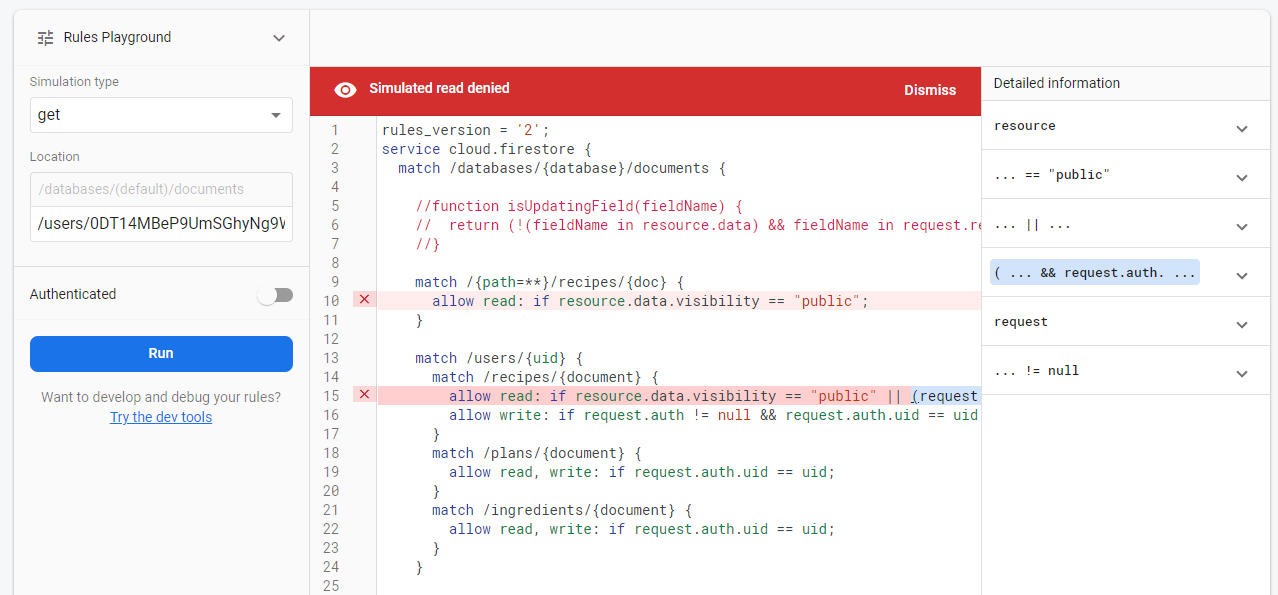 Rules Playground
Simulation type
get
Location
/databases/(default)/documents
/users/0DT14MBeP9UmSGhyNg9W
Authenticated
Run
Want to develop and debug your rules?
Try the dev tools
Simulated read denied
Dismiss
1 rules_version = '2';
2 service cloud.firestore {
3 match /databases/{database}/documents {
4
5 //function isUpdatingField(fieldName) {
6 // return (!(fieldName in resource.data) && fieldName in request.re
7 //}
8
9 match /{path=**}/recipes/{doc} {
10 allow read: if resource.data.visibility == "public";
11 }
12
13 match /users/{uid} {
14 match /recipes/{document} {
15 allow read: if resource.data.visibility == "public" || (request
16 allow write: if request.auth != null && request.auth.uid == uid
17 }
18 match /plans/{document} {
19 allow read, write: if request.auth.uid == uid;
20 }
21 match /ingredients/{document} {
22 allow read, write: if request.auth.uid == uid;
23 }
24 }
25
Detailed information
resource
... == "public"
... || ...
( ... && request.auth. ...
request
... != null